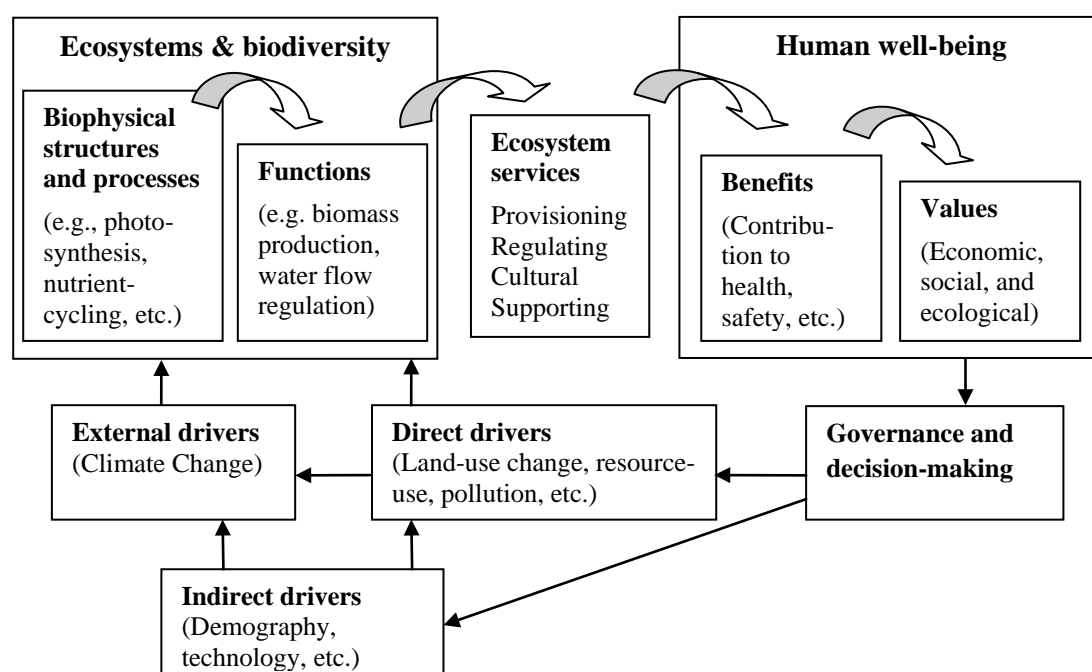 Ecosystems & biodiversity
Biophysical
structures
and processes
(e.g., photo-
synthesis,
nutrient-
cycling, etc.)
Functions
(e.g. biomass
production,
water flow
regulation)
Ecosystem
services
Provisioning
Regulating
Cultural
Supporting
Human well-being
Benefits
(Contribu-
tion to
health,
safety, etc.)
Values
(Economic,
social, and
ecological)
External drivers
(Climate Change)
Direct drivers
(Land-use change, resource-
use, pollution, etc.)
Governance and
decision-making
Indirect drivers
(Demography,
technology, etc.)